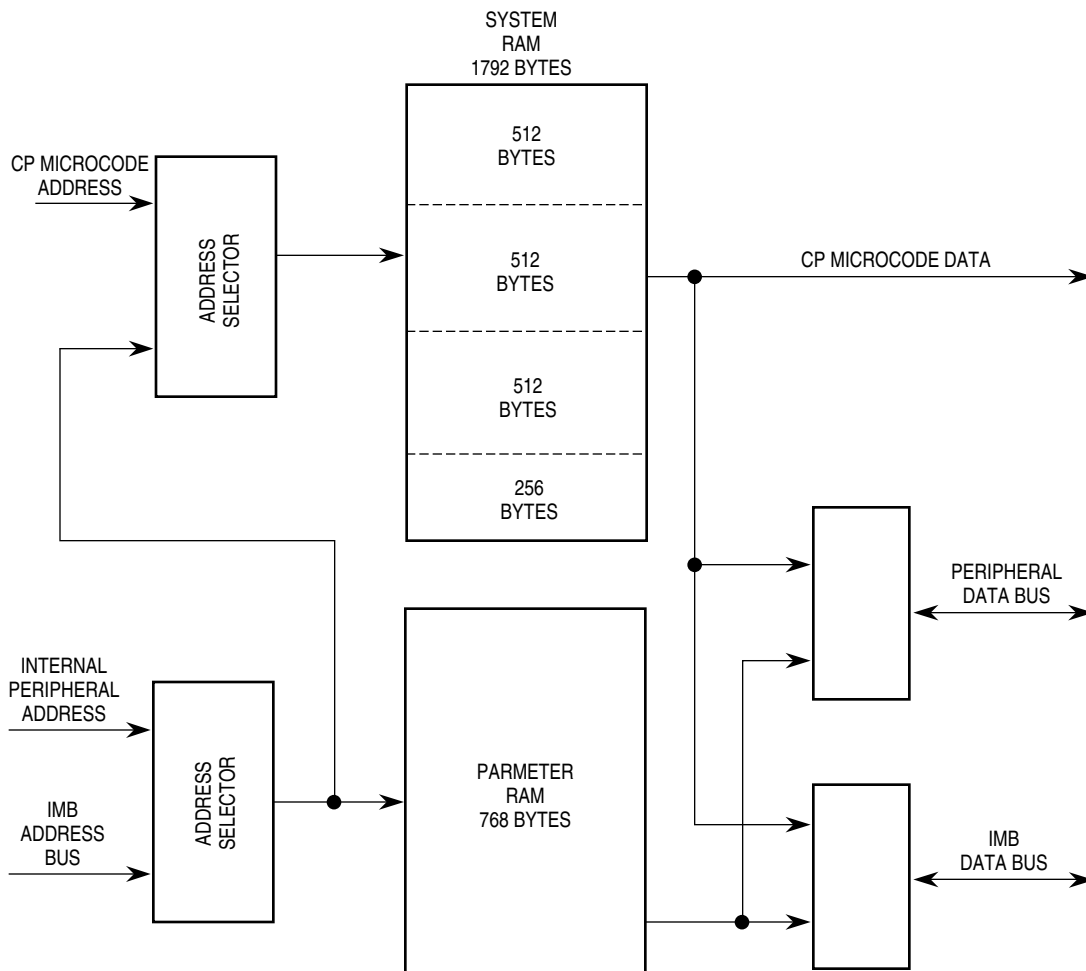 SYSTEM
RAM
1792 BYTES
512
BYTES
CP MICROCODE
ADDRESS
ADDRESS
SELECTOR
512
BYTES
CP MICROCODE DATA
512
BYTES
256
BYTES
PERIPHERAL
DATA BUS
INTERNAL
PERIPHERAL
ADDRESS
ADDRESS
SELECTOR
PARMETER
RAM
768 BYTES
IMB
ADDRESS
BUS
IMB
DATA BUS